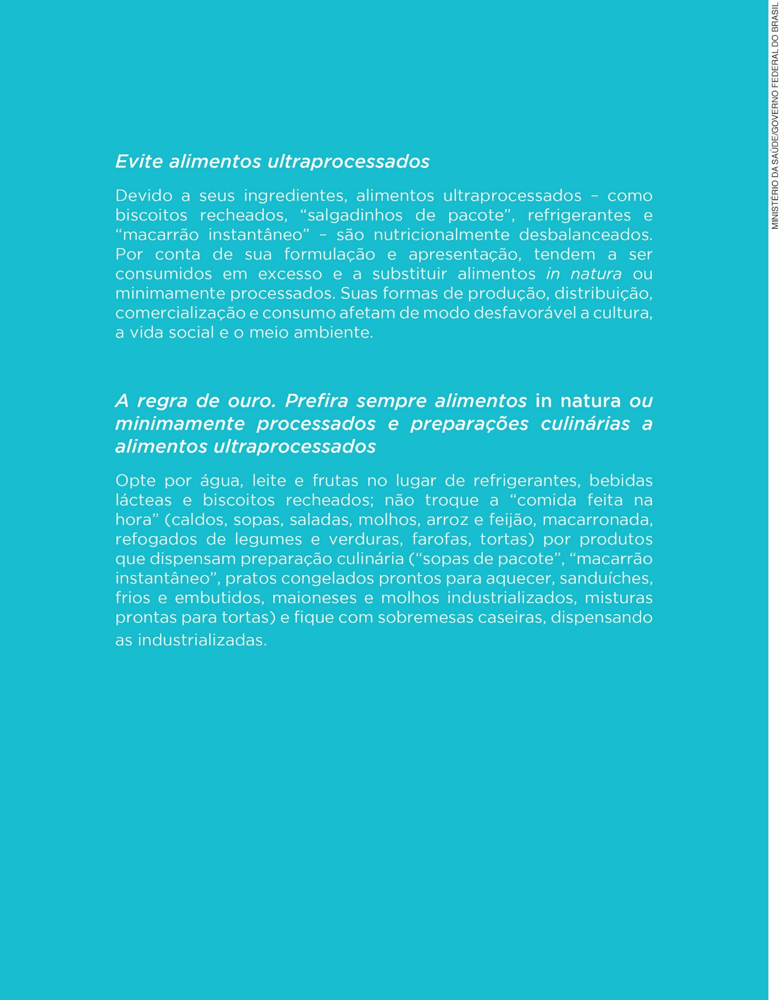 Evite alimentos ultraprocessados
Devido a seus ingredientes, alimentos ultraprocessados – como
biscoitos recheados, “salgadinhos de pacote”, refrigerantes e
“macarrão instantâneo” – são nutricionalmente desbalanceados.
Por conta de sua formulação e apresentação, tendem a ser
consumidos em excesso e a substituir alimentos in natura ou
minimamente processados. Suas formas de produção, distribuição,
comercialização e consumo afetam de modo desfavorável a cultura,
a vida social e o meio ambiente.
A regra de ouro. Prefira sempre alimentos in natura ou
minimamente processados e preparações culinárias a
alimentos ultraprocessados
Opte por água, leite e frutas no lugar de refrigerantes, bebidas
lácteas e biscoitos recheados; não troque a “comida feita na
hora” (caldos, sopas, saladas, molhos, arroz e feijão, macarronada,
refogados de legumes e verduras, farofas, tortas) por produtos
que dispensam preparação culinária (“sopas de pacote”, “macarrão
instantâneo”, pratos congelados prontos para aquecer, sanduíches,
frios e embutidos, maioneses e molhos industrializados, misturas
prontas para tortas) e fique com sobremesas caseiras, dispensando
as industrializadas.
MINISTÉRIO DA SAÚDE/GOVERNO FEDERAL DO BRASIL